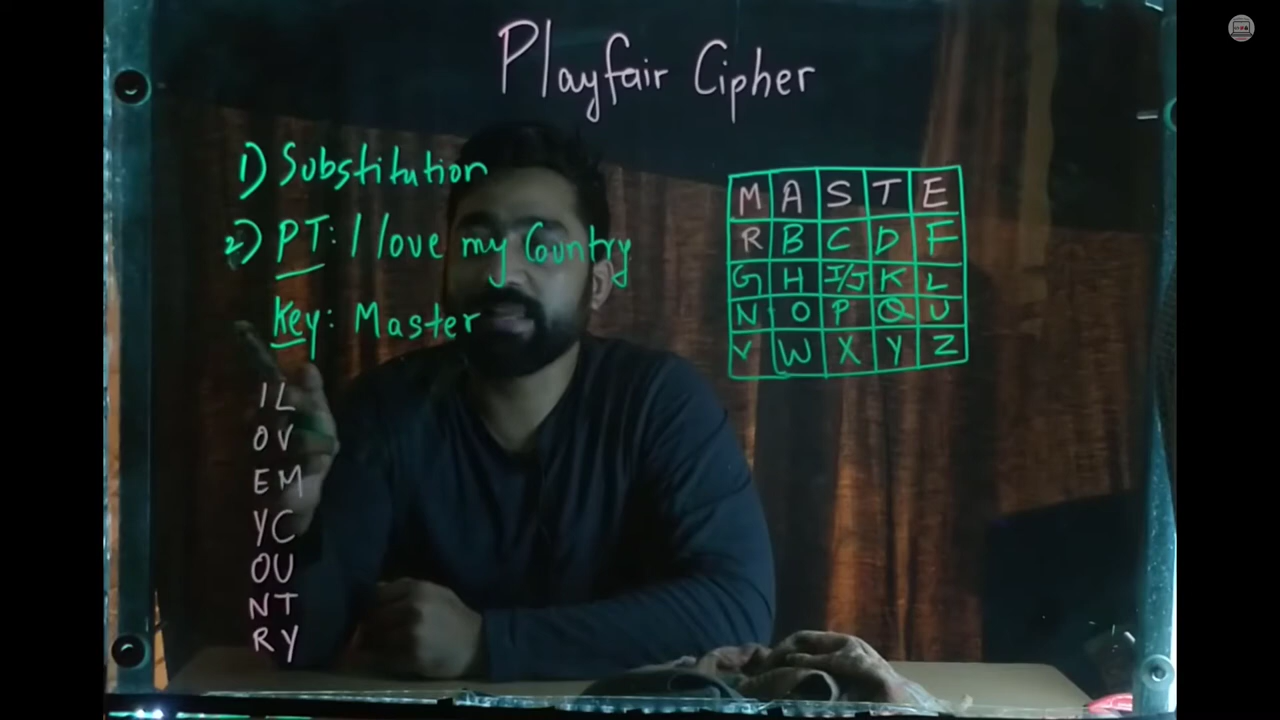 Playfair Cipher
1) Substitution
2) PT: I love my Country
Key: Master
IL
OV
EM
YC
OU
NT
RY
M A S T E
R B C D F
G H I/J K L
N O P Q U
V W X Y Z